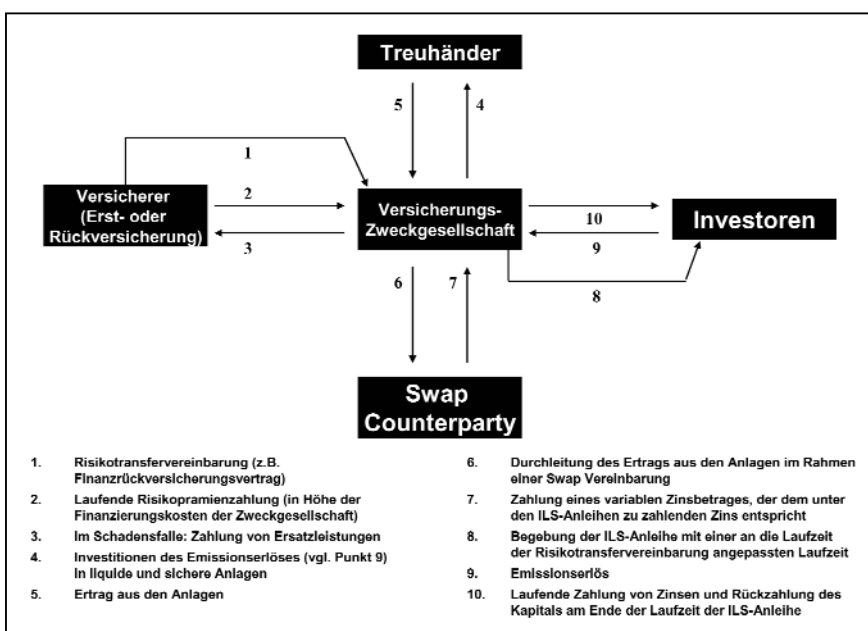 Treuhänder
5
4
1
Versicherer
(Erst- oder
Rückversicherung)
2
3
Versicherungs-
Zweckgesellschaft
10
9
Investoren
8
6
7
Swap
Counterparty
1. Risikotransfervereinbarung (z.B.
Finanzrückversicherungsvertrag)
2. Laufende Risikopramienzahlung (in Höhe der
Finanzierungskosten der Zweckgesellschaft)
3. Im Schadensfalle: Zahlung von Ersatzleistungen
4. Investitionen des Emissionserlöses (vgl. Punkt 9)
in liquide und sichere Anlagen
5. Ertrag aus den Anlagen
6. Durchleitung des Ertrags aus den Anlagen im Rahmen
einer Swap Vereinbarung
7. Zahlung eines variablen Zinsbetrages, der dem unter
den ILS-Anleihen zu zahlenden Zins entspricht
8. Begebung der ILS-Anleihe mit einer an die Laufzeit
der Risikotransfervereinbarung angepassten Laufzeit
9. Emissionserlös
10. Laufende Zahlung von Zinsen und Rückzahlung des
Kapitals am Ende der Laufzeit der ILS-Anleihe